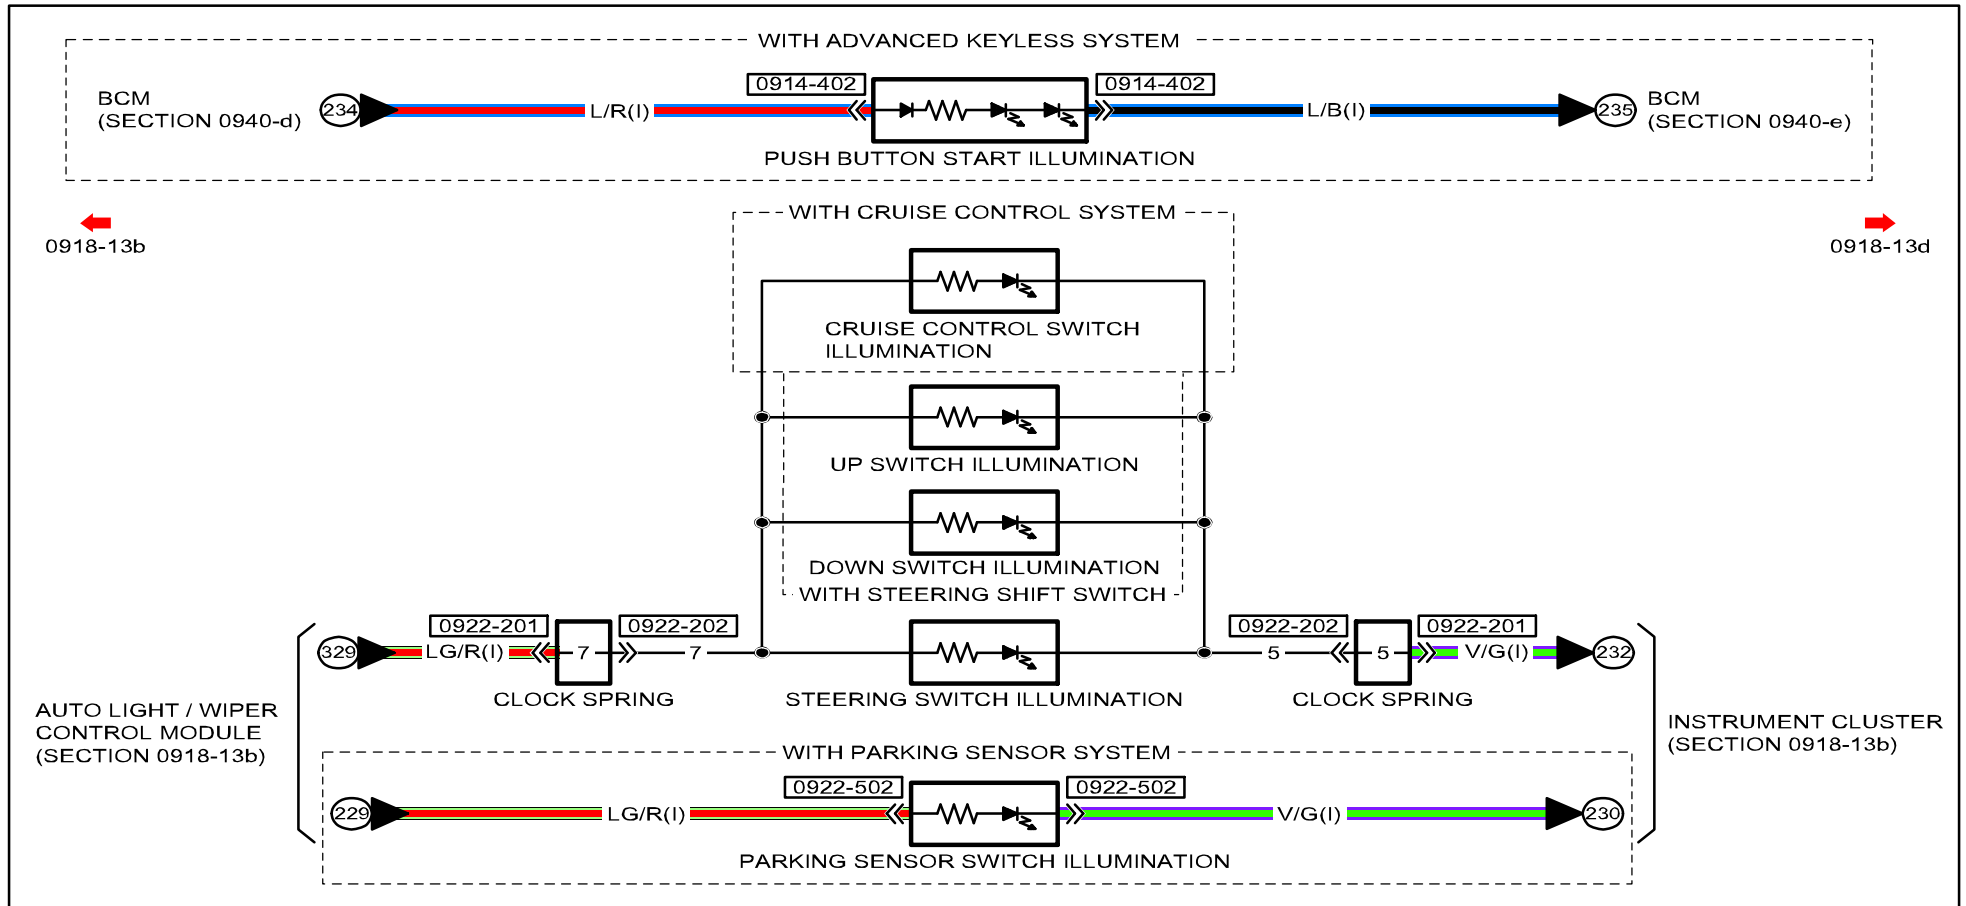 WITH ADVANCED KEYLESS SYSTEM
0914-402
0914-402
BCM
(SECTION 0940-d)
234
L/R(I)
L/B(I)
235
BCM
(SECTION 0940-e)
PUSH BUTTON START ILLUMINATION
0918-13b
WITH CRUISE CONTROL SYSTEM
0918-13d
CRUISE CONTROL SWITCH
ILLUMINATION
UP SWITCH ILLUMINATION
DOWN SWITCH ILLUMINATION
WITH STEERING SHIFT SWITCH
0922-201
0922-202
0922-202
0922-201
329
LG/R(I)
7
7
5
5
V/G(I)
232
CLOCK SPRING
STEERING SWITCH ILLUMINATION
CLOCK SPRING
AUTO LIGHT / WIPER
CONTROL MODULE
(SECTION 0918-13b)
INSTRUMENT CLUSTER
(SECTION 0918-13b)
WITH PARKING SENSOR SYSTEM
0922-502
0922-502
229
LG/R(I)
V/G(I)
230
PARKING SENSOR SWITCH ILLUMINATION